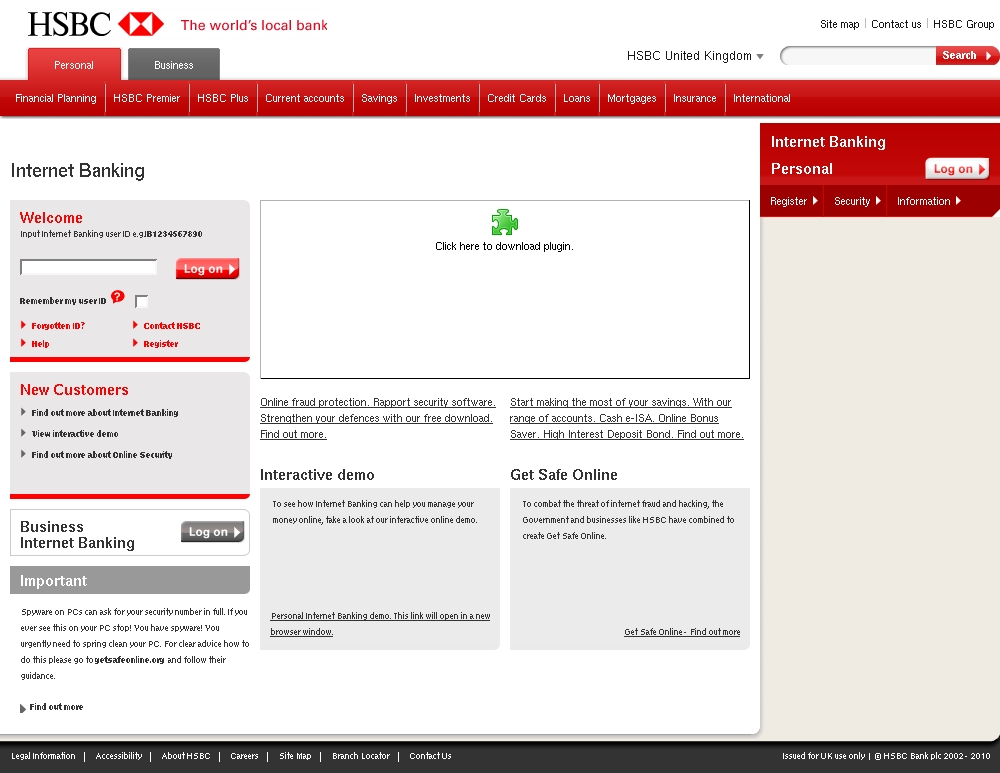 HSBC The world's local bank
Site map Contact us HSBC Group
Personal Business
HSBC United Kingdom Search
Financial Planning HSBC Premier HSBC Plus Current accounts Savings Investments Credit Cards Loans Mortgages Insurance International
Internet Banking
Personal Log on
Register Security Information
Internet Banking
Welcome
Input Internet Banking user ID e.g.IB1234567890
Log on
Remember my user ID ?
Forgotten ID? Contact HSBC
Help Register
New Customers
Find out more about Internet Banking
View interactive demo
Find out more about Online Security
Business
Internet Banking
Log on
Important
Spyware on PCs can ask for your security number in full. If you
ever see this on your PC stop! You have spyware! You
urgently need to spring clean your PC. For clear advice how to
do this please go to getsafeonline.org and follow their
guidance.
Find out more
Click here to download plugin.
Online fraud protection. Rapport security software.
Strengthen your defences with our free download.
Find out more.
Start making the most of your savings. With our
range of accounts. Cash e-ISA. Online Bonus
Saver. High Interest Deposit Bond. Find out more.
Interactive demo
To see how Internet Banking can help you manage your
money online, take a look at our interactive online demo.
Personal Internet Banking demo. This link will open in a new
browser window.
Get Safe Online
To combat the threat of internet fraud and hacking, the
Government and businesses like HSBC have combined to
create Get Safe Online.
Get Safe Online - Find out more
Legal Information | Accessibility | About HSBC | Careers | Site Map | Branch Locator | Contact Us
Issued for UK use only | © HSBC Bank plc 2002 - 2010